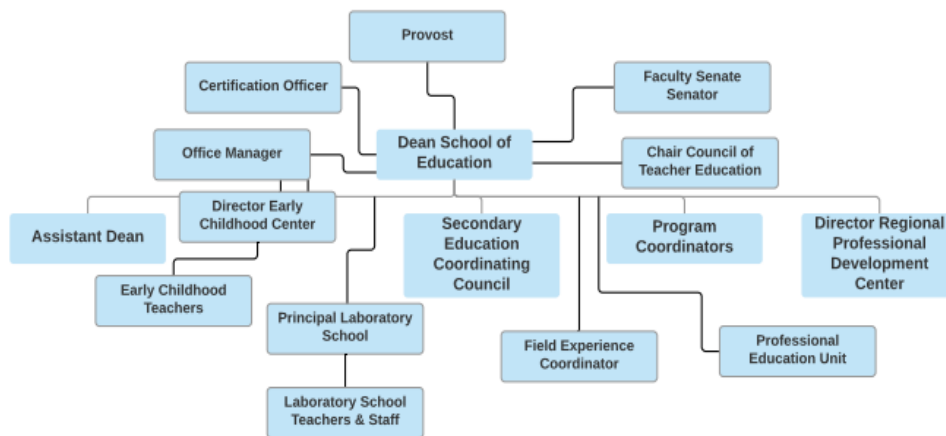 Provost
Certification Officer
Faculty Senate
Senator
Office Manager
Dean School of
Education
Chair Council of
Teacher Education
Assistant Dean
Director Early
Childhood Center
Secondary
Education
Coordinating
Council
Program
Coordinators
Director Regional
Professional
Development
Center
Early Childhood
Teachers
Principal Laboratory
School
Field Experience
Coordinator
Professional
Education Unit
Laboratory School
Teachers & Staff